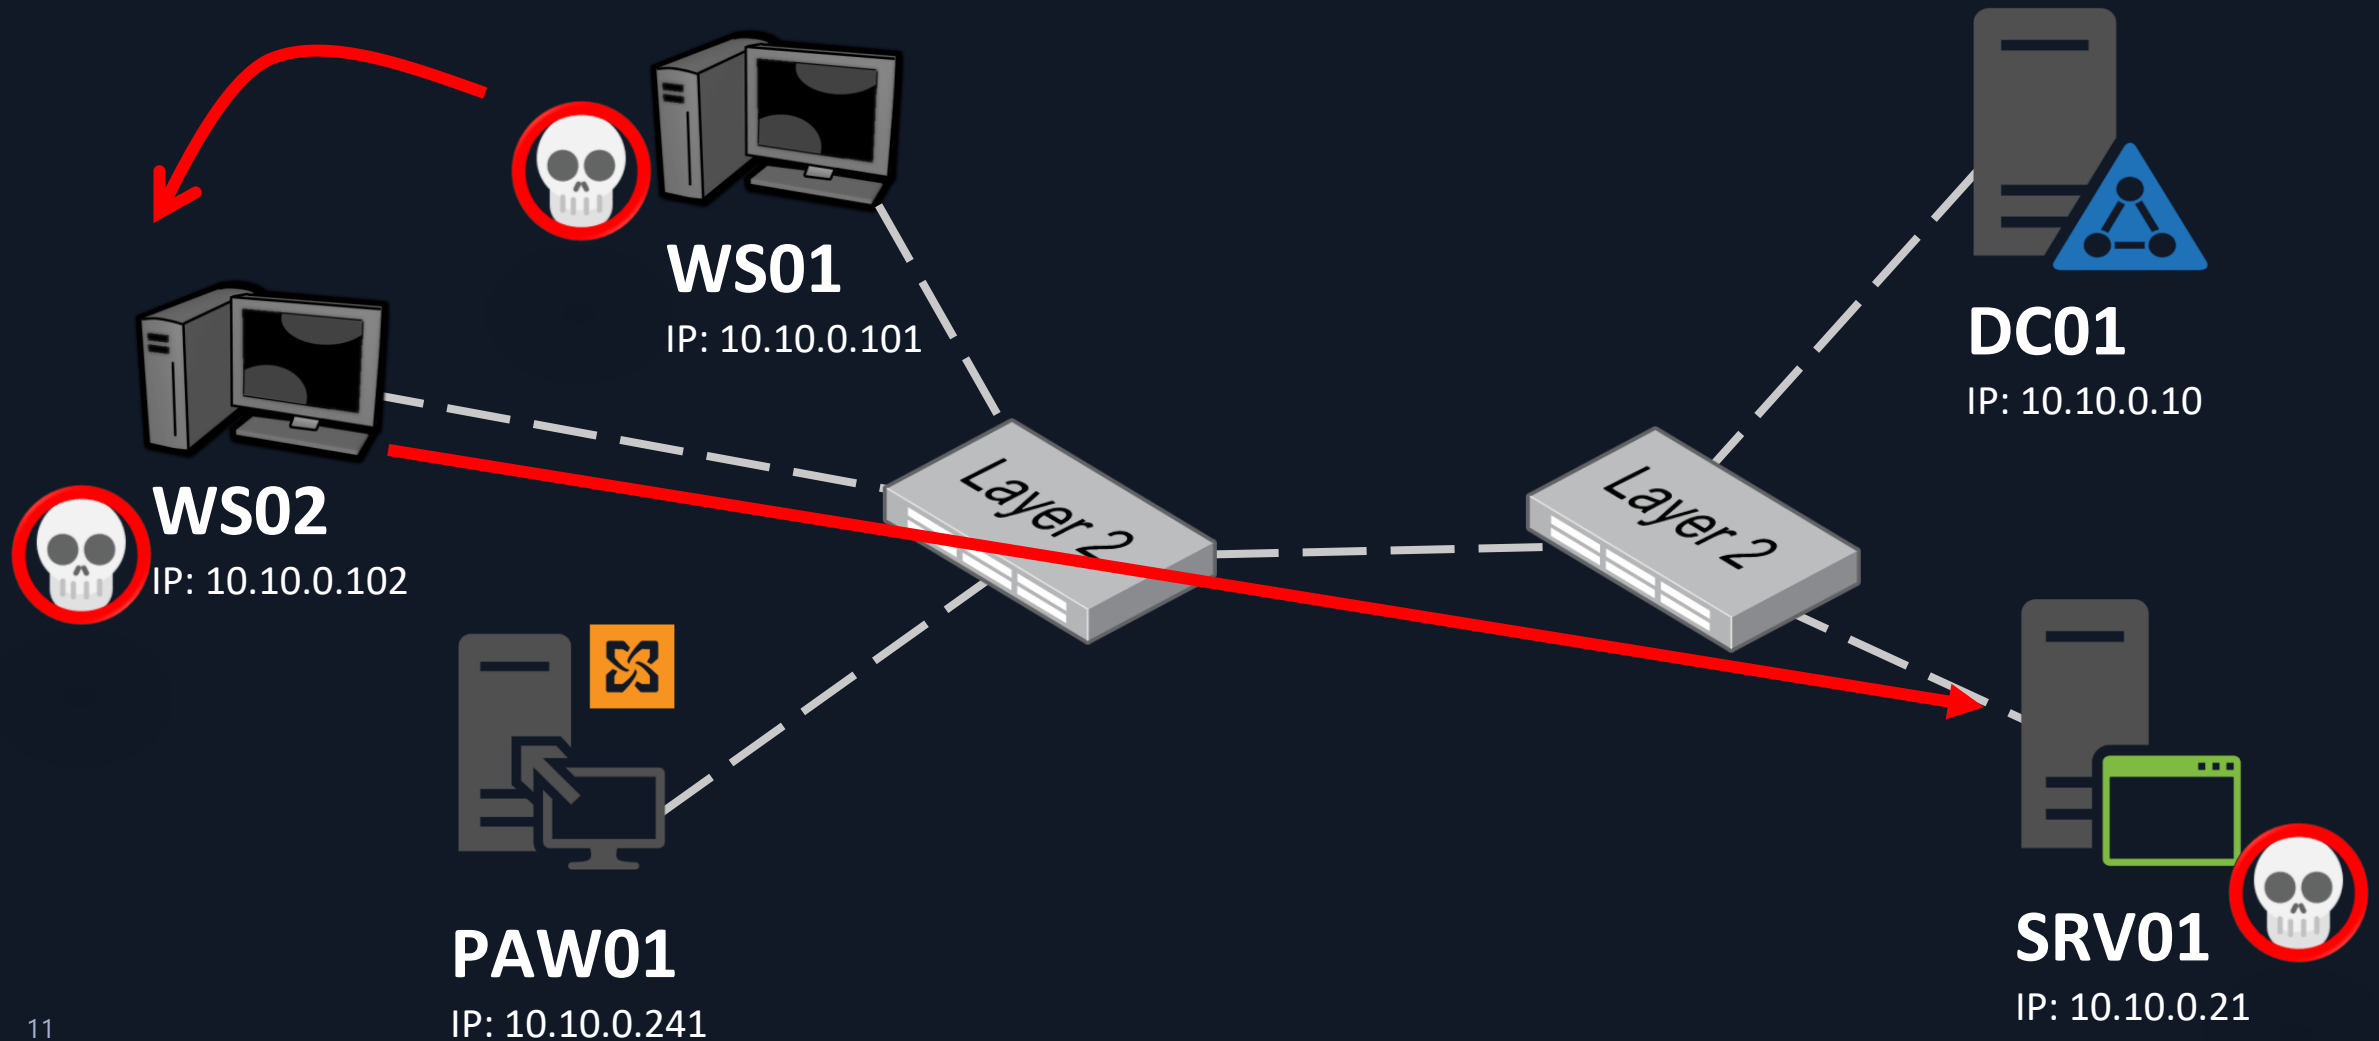 WS01
IP: 10.10.0.101
DC01
IP: 10.10.0.10
Layer 2
Layer 2
WS02
IP: 10.10.0.102
PAW01
IP: 10.10.0.241
SRV01
IP: 10.10.0.21
11